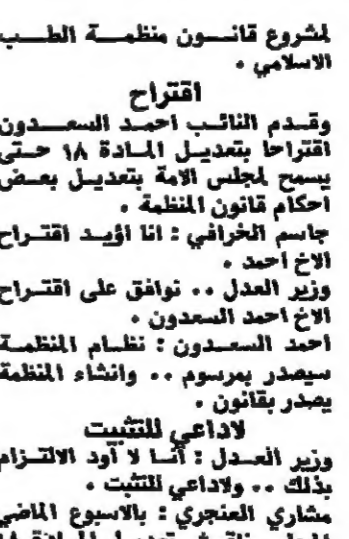 لمشروع قانون منظمة الطب
الاسلامي .
اقتراح
وقدم النائب احمد السعدون
اقتراحا بتعديل المادة ١٨ حتى
يسمح لمجلس الامة بتعديل بعض
احكام قانون المنظمة .
جاسم الخرافي : انا اؤيد اقتراح
الاخ احمد .
وزير العدل .. نوافق على اقتراح
الاخ احمد السعدون .
احمد السعدون : نظام المنظمة
سيصدر بمرسوم .. وانشاء المنظمة
يصدر بقانون .
لاداعي للتثبيت
وزير العدل : أنا لا أود الالتزام
بذلك .. ولاداعي للتثبت .
مشاري العنجري : بالاسبوع الماضي